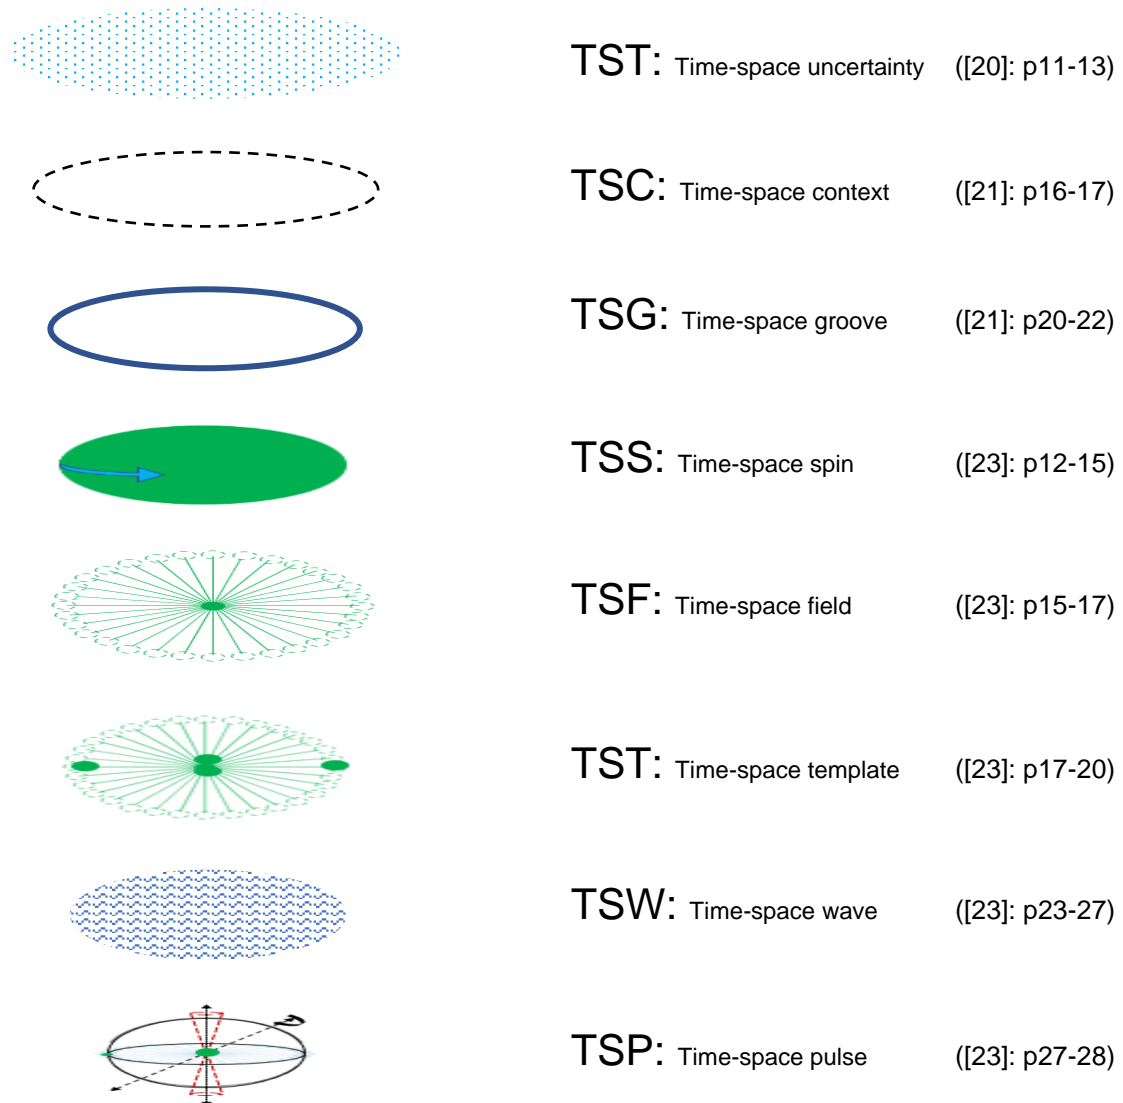 TST: Time-space uncertainty ([20]: p11-13)
TSC: Time-space context ([21]: p16-17)
TSG: Time-space groove ([21]: p20-22)
TSS: Time-space spin ([23]: p12-15)
TSF: Time-space field ([23]: p15-17)
TST: Time-space template ([23]: p17-20)
TSW: Time-space wave ([23]: p23-27)
TSP: Time-space pulse ([23]: p27-28)